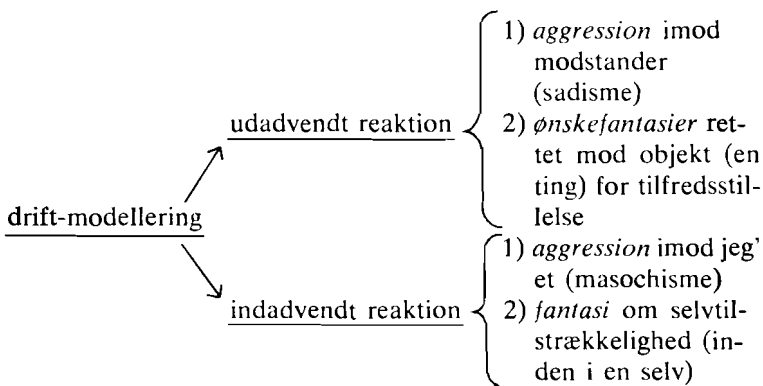 1) aggression imod
modstander
(sadisme)
udadvendt reaktion
2) ønskefantasier ret-
tet mod objekt (en
ting) for tilfredsstil-
lelse
drift-modellering
1) aggression imod jeg'
et (masochisme)
indadvendt reaktion
2) fantasi om selvtil-
strækkelighed (in-
den i en selv)